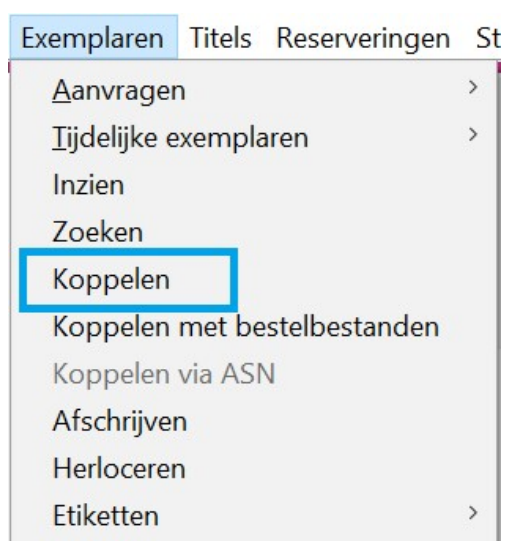 Exemplaren Titels Reserveringen St
Aanvragen >
Tijdelijke exemplaren >
Inzien
Zoeken
Koppelen
Koppelen met bestelbestanden
Koppelen via ASN
Afschrijven
Herloceren
Etiketten >